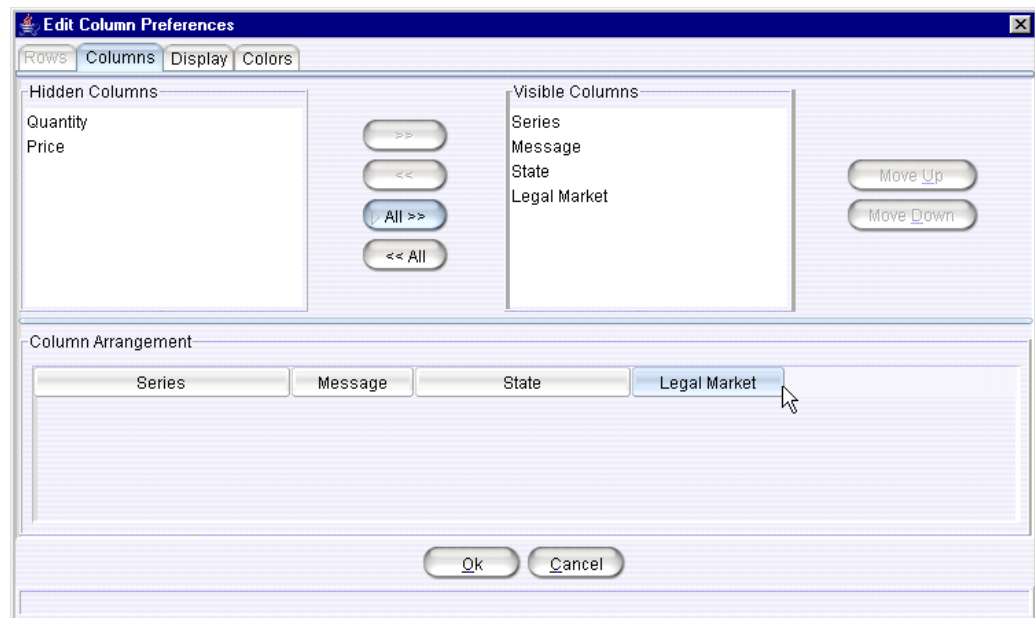 Edit Column Preferences
Rows Columns Display Colors
Hidden Columns
Quantity
Price
>>
<<
All >>
<< All
Visible Columns
Series
Message
State
Legal Market
Move Up
Move Down
Column Arrangement
Series Message State Legal Market
Ok Cancel